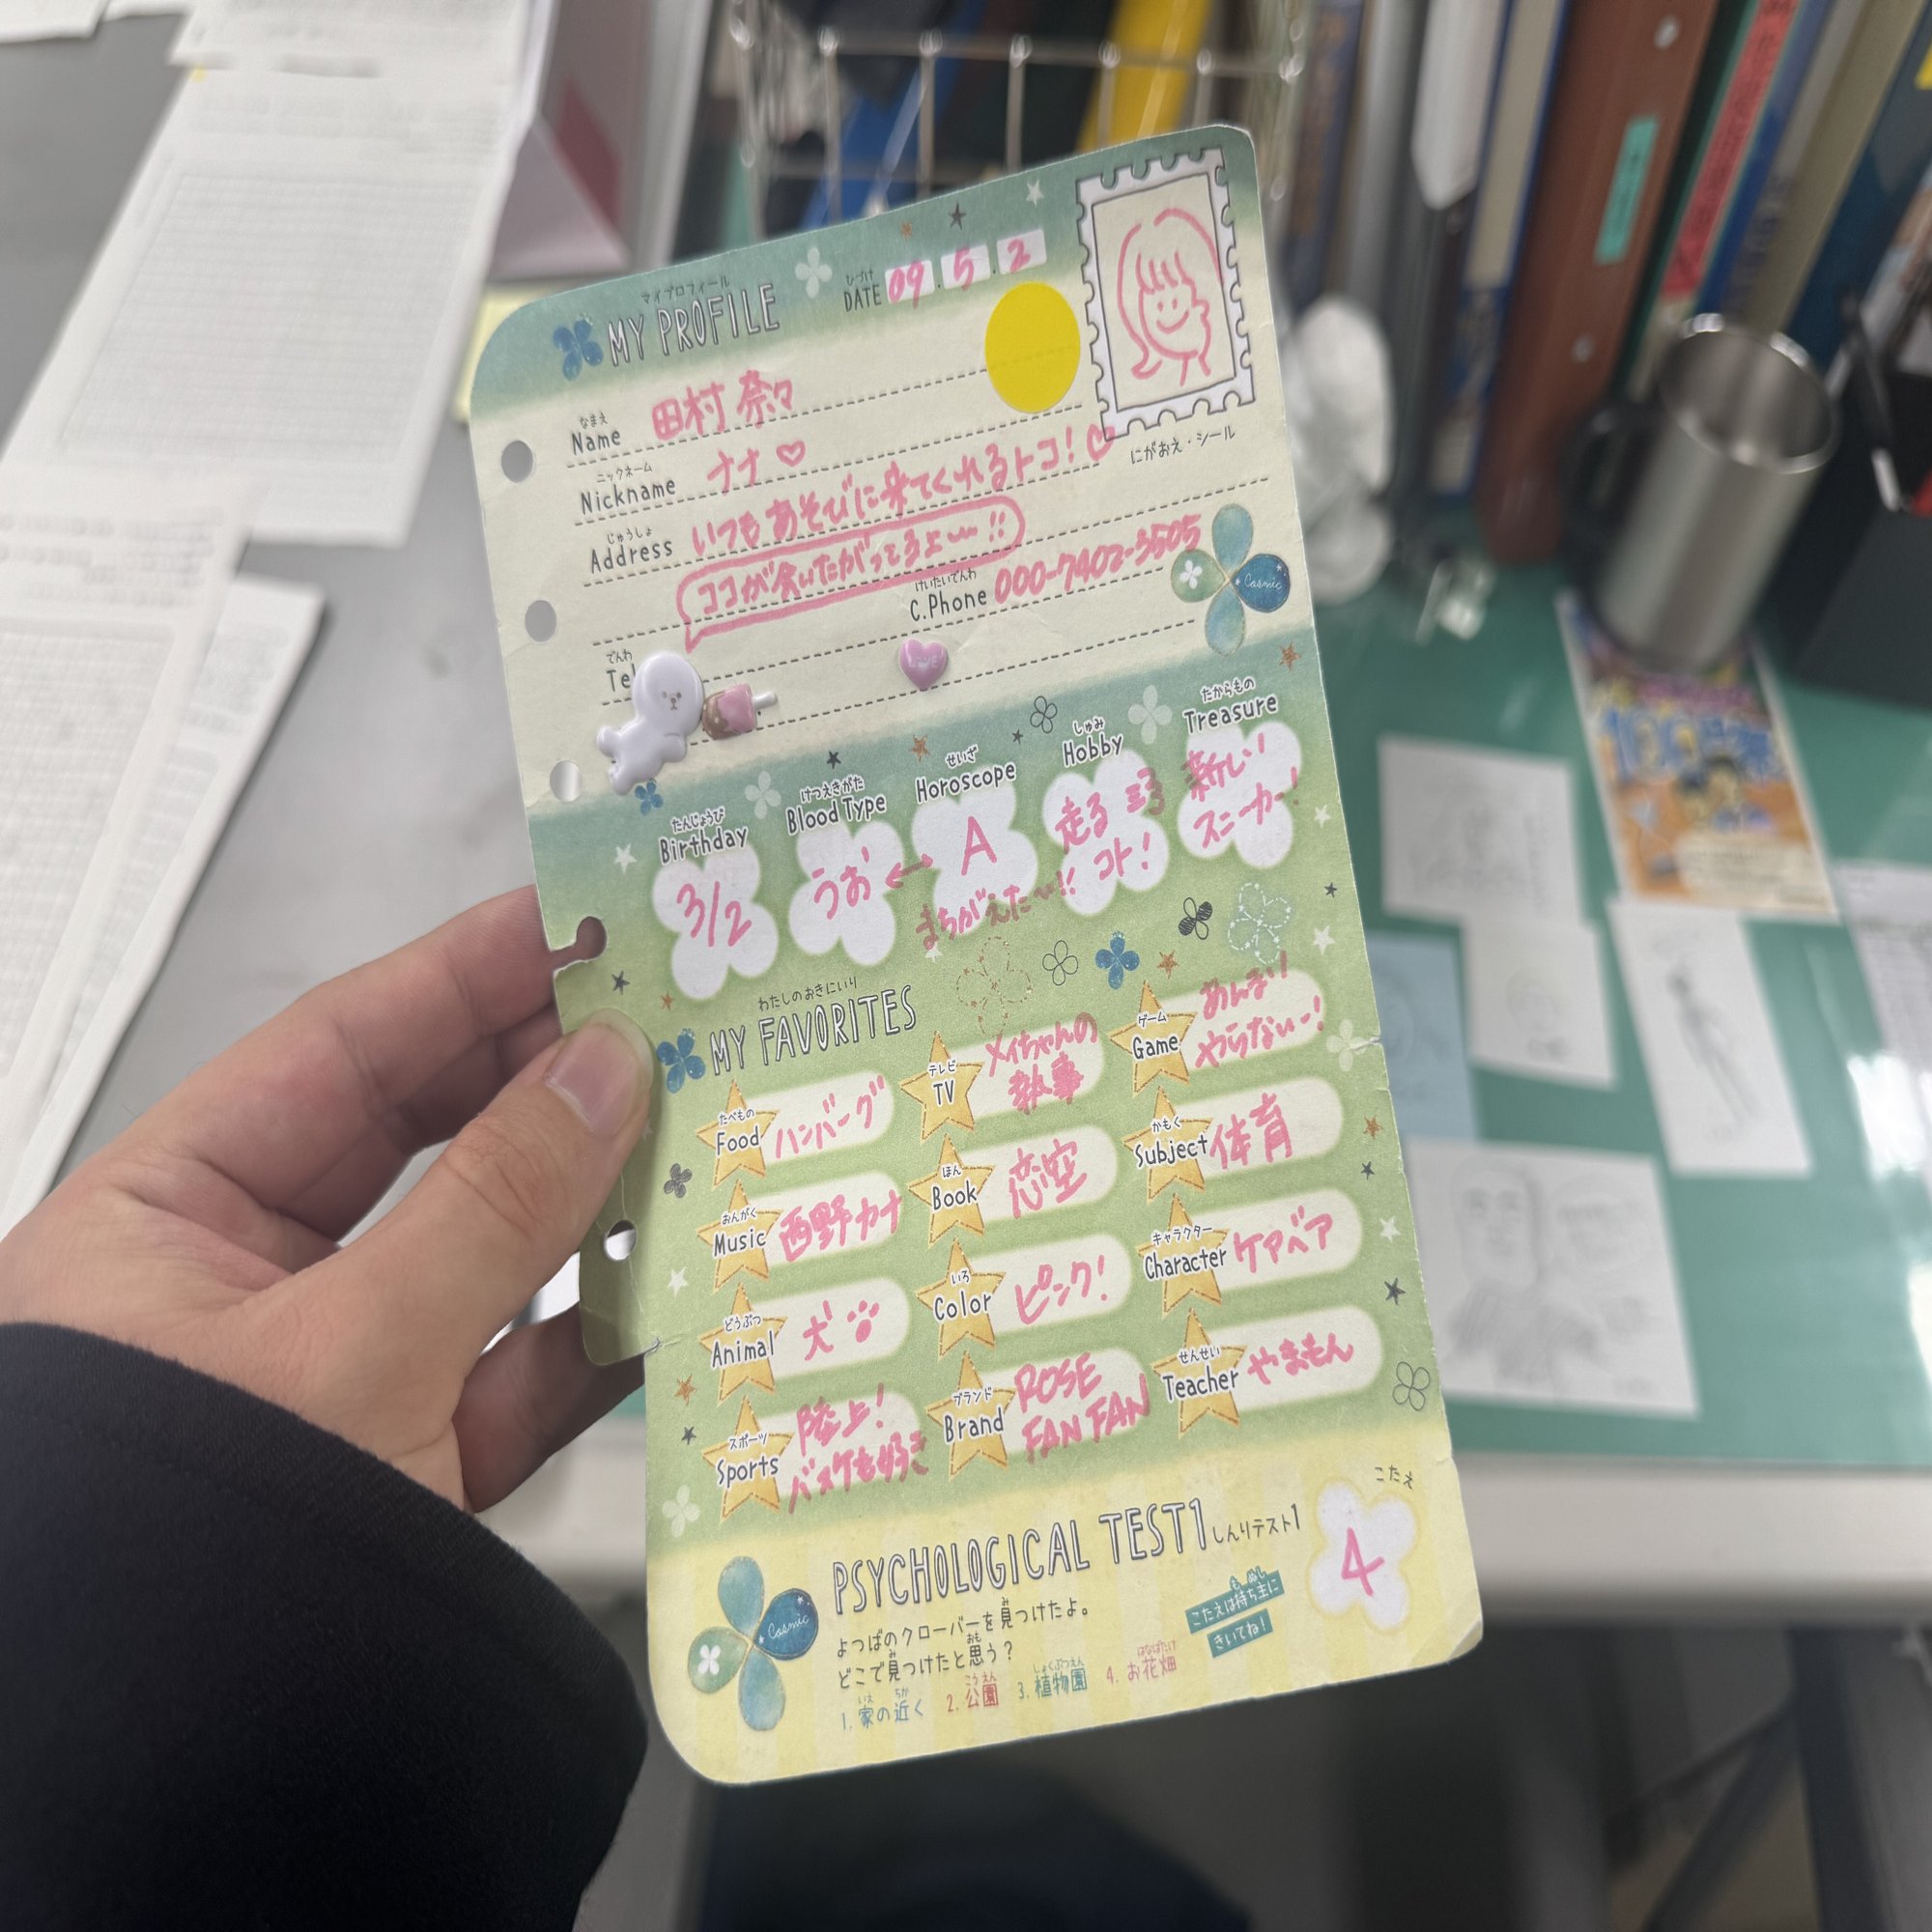 マイプロフィール
MY PROFILE
ひづけ
DATE 09.5.2
なまえ
Name 田村 奈々
ニックネーム
Nickname ナナ♡
じゅうしょ
Address いつもあそびに来てくれるトコ!♡
ココが会いたがってるよ〜!!
けいたいでんわ
C.Phone 000-7402-3505
でんわ
Tel
LOVE
にがおえ・シール
Cosmic
たんじょうび
Birthday
3/2
けつえきがた
Blood Type
うお ↔
せいざ
Horoscope
A
まちがえた〜!!
しゅみ
Hobby
走る
コト!
たからもの
Treasure
新しい
スニーカー!
わたしのおきにいり
MY FAVORITES
たべもの
Food ハンバーグ
おんがく
Music 西野カナ
どうぶつ
Animal 犬
スポーツ
Sports 陸上!
バスケも好き
テレビ
TV メイちゃんの
執事
ほん
Book 恋空
いろ
Color ピンク!
ブランド
Brand ROSE
FAN FAN
ゲーム
Game あんまり
やらないー!
かもく
Subject 体育
キャラクター
Character ケアベア
せんせい
Teacher やまもん
PSYCHOLOGICAL TEST1 しんりテスト1
こたえ
4
よつばのクローバーを見つけたよ。
どこで見つけたと思う?
1.家の近く 2.公園 3.植物園 4.お花畑
こたえは持ち主に
きいてね!
Cosmic